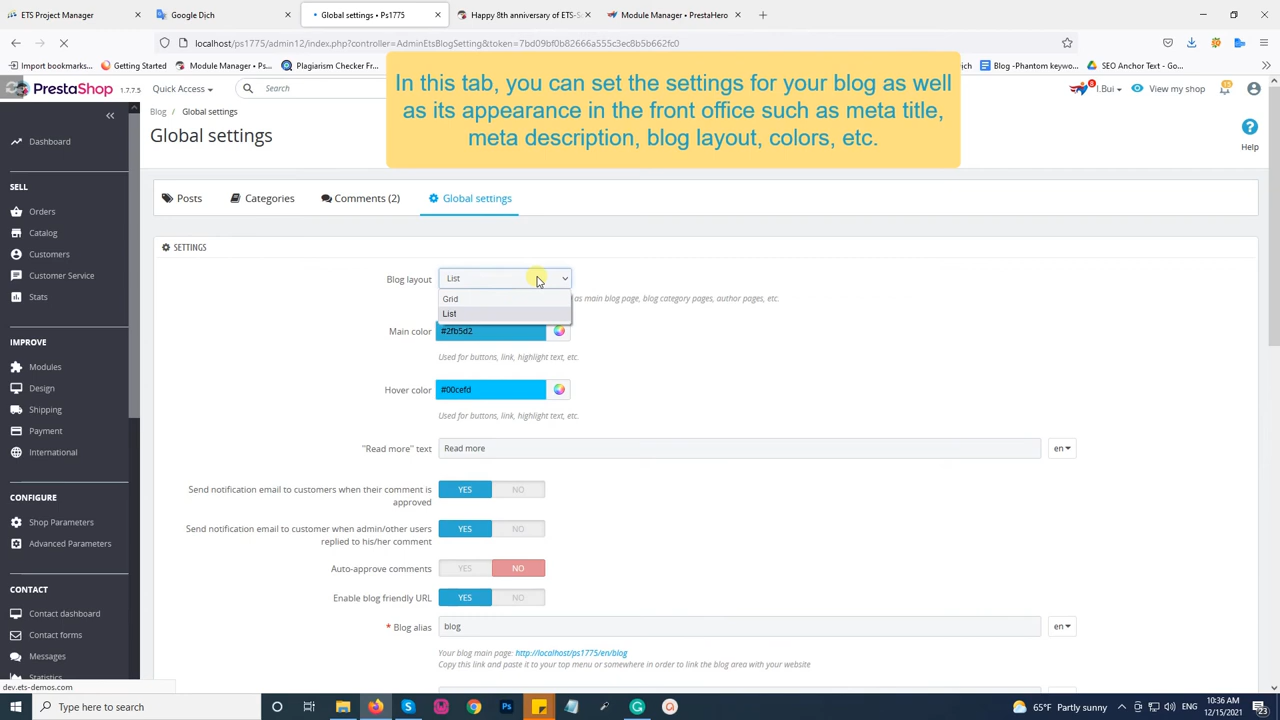 ETS Project Manager
Google Dịch
Global settings • Ps1775
Happy 8th anniversary of ETS-S
Module Manager • PrestaHero
localhost/ps1775/admin12/index.php?controller=AdminEtsBlogSetting&token=7bd09bf0b82666a555c3ec8b5b662fc0
Import bookmarks...
Getting Started
Module Manager • Ps...
Plagiarism Checker Fr...
Blog -Phantom keywo...
SEO Anchor Text - Go...
In this tab, you can set the settings for your blog as well
as its appearance in the front office such as meta title,
meta description, blog layout, colors, etc.
PrestaShop
1.7.7.5
Quick Access
Search
I.Bui
View my shop
15
Blog / Global settings
Global settings
Help
Dashboard
SELL
Orders
Catalog
Customers
Customer Service
Stats
IMPROVE
Modules
Design
Shipping
Payment
International
CONFIGURE
Shop Parameters
Advanced Parameters
CONTACT
Contact dashboard
Contact forms
Messages
Statistics
Posts
Categories
Comments (2)
Global settings
SETTINGS
Blog layout
List
Grid
List
as main blog page, blog category pages, author pages, etc.
Main color
#2fb5d2
Used for buttons, link, highlight text, etc.
Hover color
#00cefd
Used for buttons, link, highlight text, etc.
"Read more" text
Read more
en
Send notification email to customers when their comment is
approved
YES NO
Send notification email to customer when admin/other users
replied to his/her comment
YES NO
Auto-approve comments
YES NO
Enable blog friendly URL
YES NO
* Blog alias
blog
en
Your blog main page: http://localhost/ps1775/en/blog
Copy this link and paste it to your top menu or somewhere in order to link the blog area with your website
dev.ets-demos.com
Type here to search
65°F Partly sunny
10:36 AM
12/15/2021
23